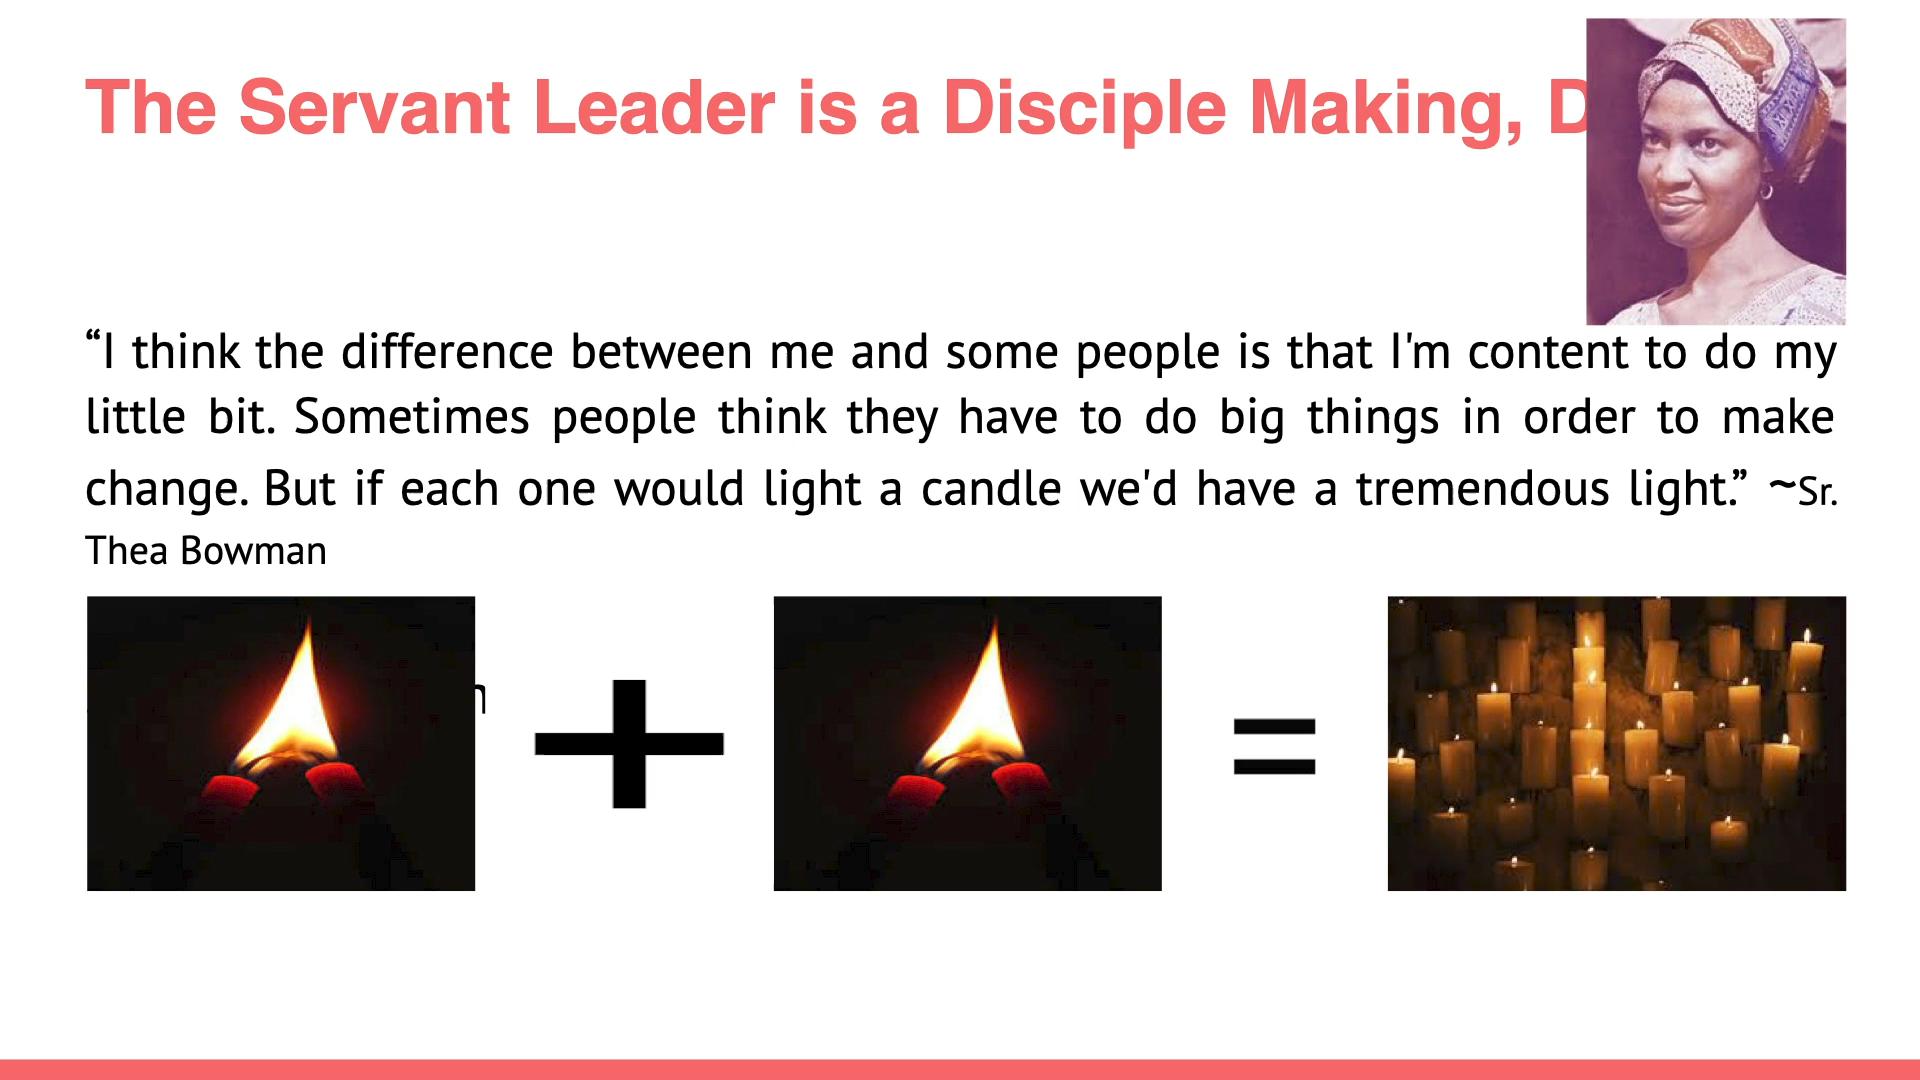 The Servant Leader is a Disciple Making, D
“I think the difference between me and some people is that I'm content to do my
little bit. Sometimes people think they have to do big things in order to make
change. But if each one would light a candle we'd have a tremendous light.” ~Sr.
Thea Bowman